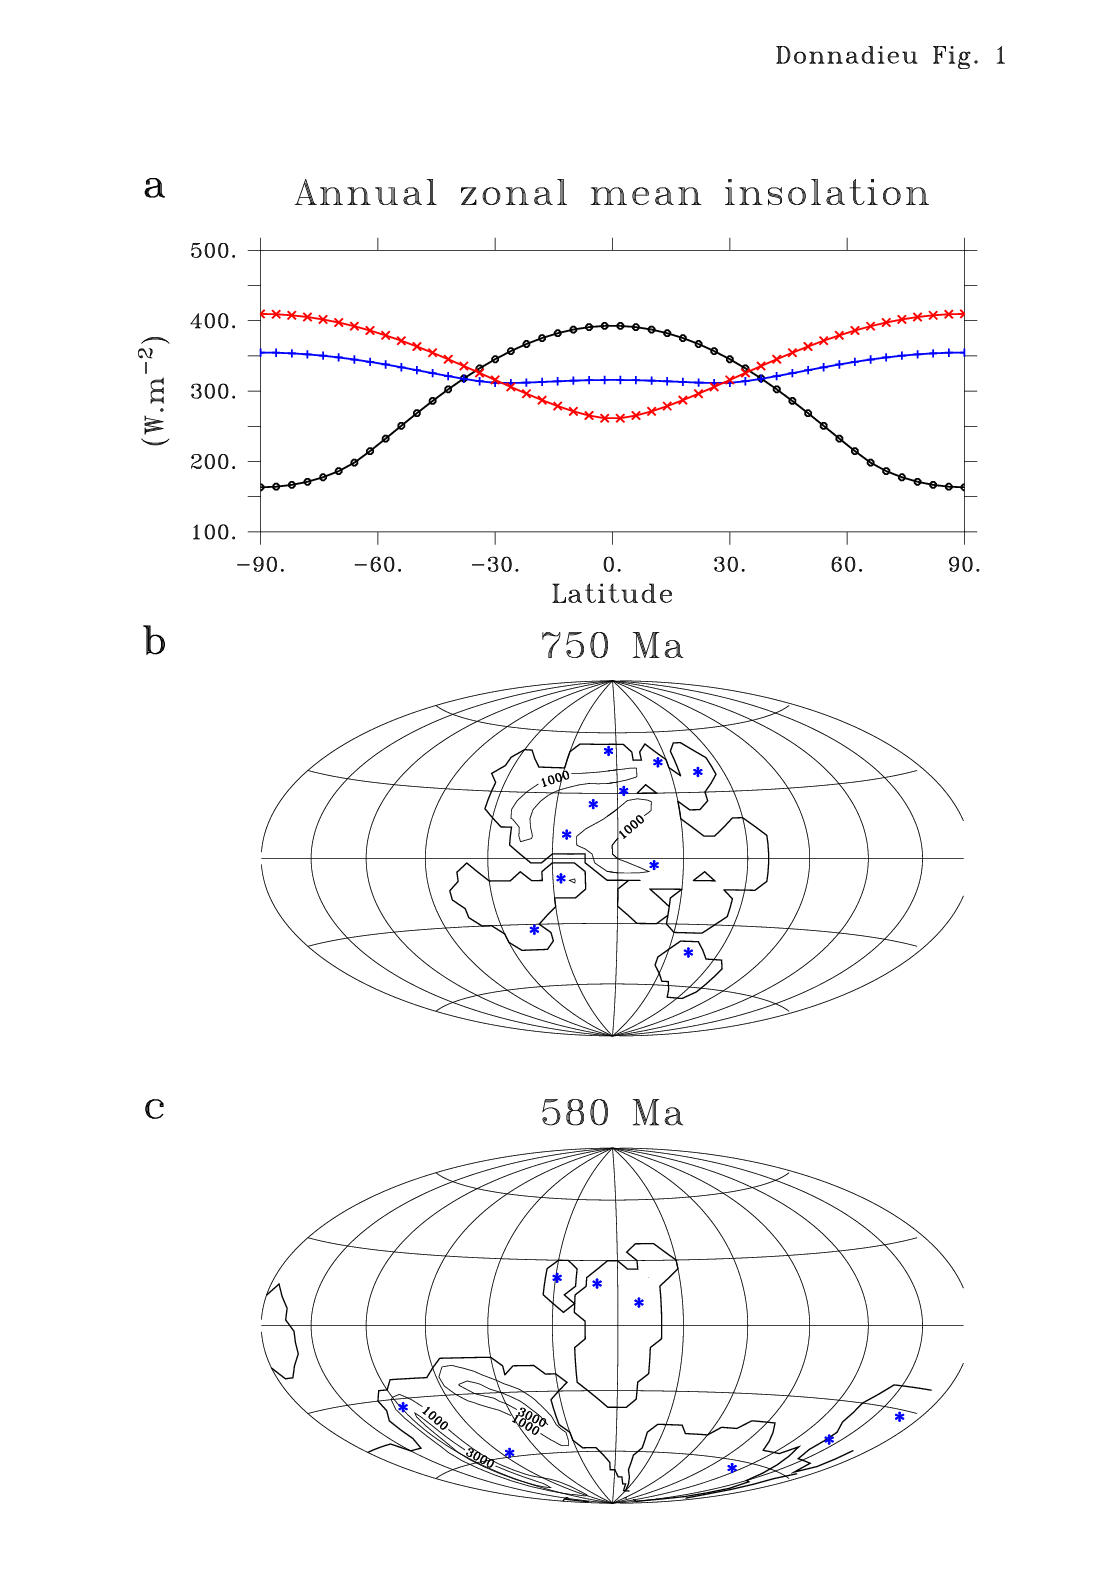 Donnadieu Fig. 1
a
Annual zonal mean insolation
500.
400.
300.
200.
100.
(W.m−2)
−90. −60. −30. 0. 30. 60. 90.
Latitude
b
750 Ma
1000
1000
c
580 Ma
3000
1000
1000
3000